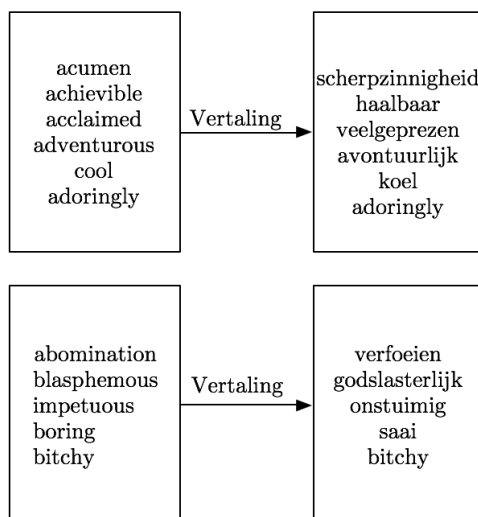 acumen
achievible
acclaimed
adventurous
cool
adoringly
Vertaling
scherpzinnigheid
haalbaar
veelgeprezen
avontuurlijk
koel
adoringly
abomination
blasphemous
impetuous
boring
bitchy
Vertaling
verfoeien
godslasterlijk
onstuimig
saai
bitchy